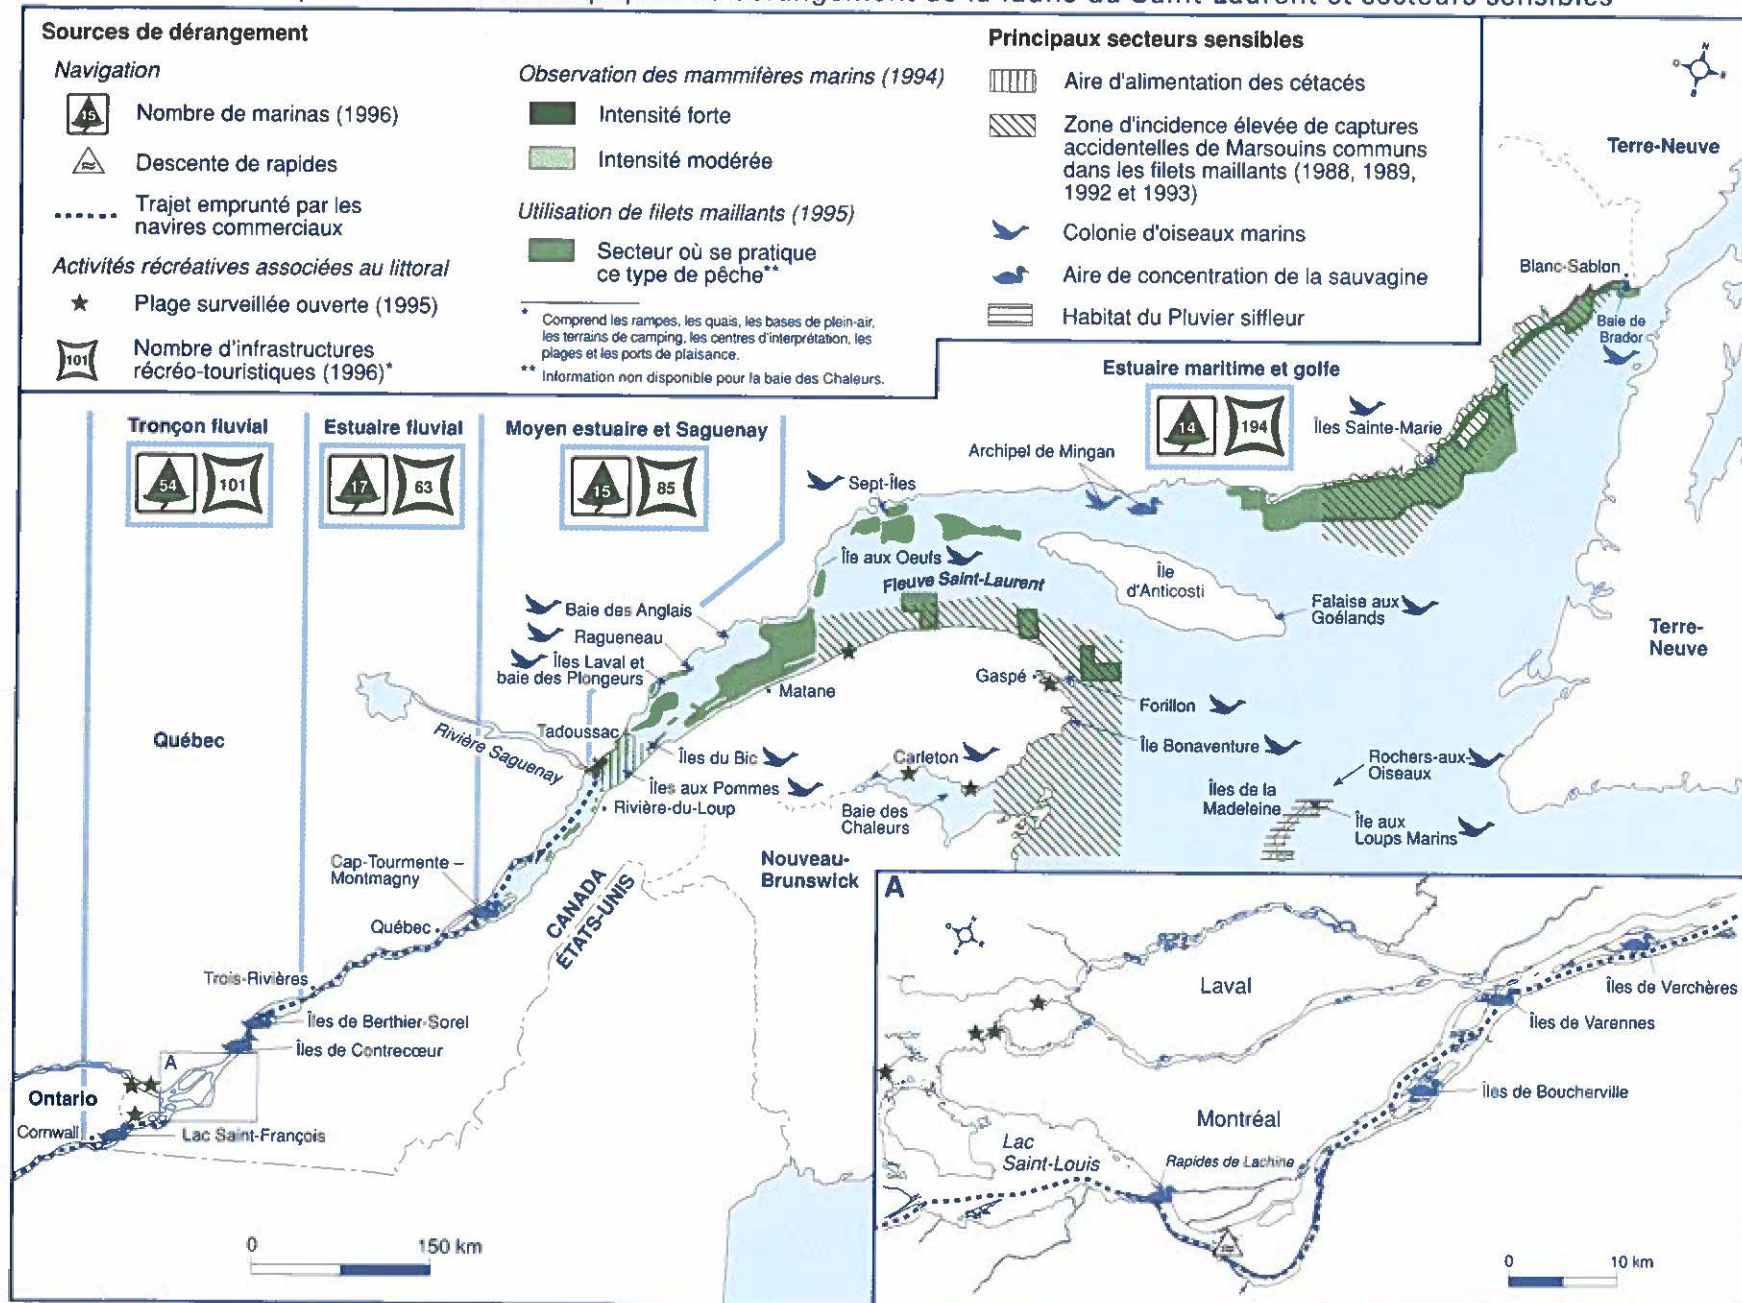 de la faune du Saint-Laurent et secteurs sensibles
Sources de dérangement
Navigation
15
Nombre de marinas (1996)
Descente de rapides
Trajet emprunté par les
navires commerciaux
Activités récréatives associées au littoral
Plage surveillée ouverte (1995)
101
Nombre d'infrastructures
récréo-touristiques (1996)*
Observation des mammifères marins (1994)
Intensité forte
Intensité modérée
Utilisation de filets maillants (1995)
Secteur où se pratique
ce type de pêche**
* Comprend les rampes, les quais, les bases de plein-air,
les terrains de camping, les centres d'interprétation, les
plages et les ports de plaisance.
** Information non disponible pour la baie des Chaleurs.
Principaux secteurs sensibles
Aire d'alimentation des cétacés
Zone d'incidence élevée de captures
accidentelles de Marsouins communs
dans les filets maillants (1988, 1989,
1992 et 1993)
Colonie d'oiseaux marins
Aire de concentration de la sauvagine
Habitat du Pluvier siffleur
Terre-Neuve
Blanc-Sablon
Baie de
Brador
Estuaire maritime et golfe
14
194
Îles Sainte-Marie
Archipel de Mingan
Tronçon fluvial
54
101
Estuaire fluvial
17
63
Moyen estuaire et Saguenay
15
85
Sept-Îles
Île aux Oeufs
Fleuve Saint-Laurent
Île
d'Anticosti
Falaise aux
Goélands
Terre-
Neuve
Baie des Anglais
Ragueneau
Îles Laval et
baie des Plongeurs
Matane
Gaspé
Forillon
Île Bonaventure
Québec
Rivière Saguenay
Tadoussac
Îles du Bic
Îles aux Pommes
Rivière-du-Loup
Carleton
Baie des
Chaleurs
Rochers-aux-
Oiseaux
Îles de la
Madeleine
Île aux
Loups Marins
Nouveau-
Brunswick
Cap-Tourmente –
Montmagny
CANADA
ÉTATS-UNIS
Québec
Trois-Rivières
Îles de Berthier-Sorel
Îles de Contrecœur
A
Ontario
Cornwall
Lac Saint-François
0
150 km
A
Laval
Îles de Verchères
Îles de Varennes
Îles de Boucherville
Montréal
Lac
Saint-Louis
Rapides de Lachine
0
10 km